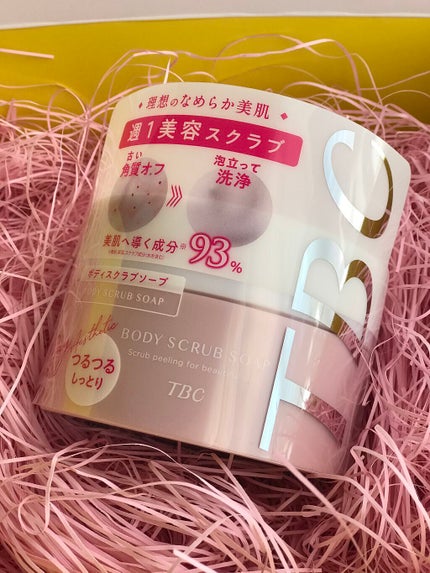 理想のなめらか美肌
週1美容スクラブ
古い
角質オフ
泡立って
洗浄
美肌へ導く成分※93%
ボディスクラブソープ
BODY SCRUB SOAP
つるつる
しっとり
BODY SCRUB SOAP
Scrub peeling for
TBC
TBC